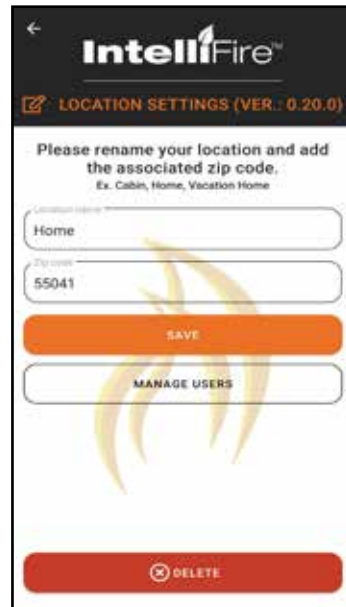 IntelliFire™
LOCATION SETTINGS (VER.: 0.20.0)
Please rename your location and add
the associated zip code.
Ex. Cabin, Home, Vacation Home
Location Name
Home
Zip code
55041
SAVE
MANAGE USERS
DELETE